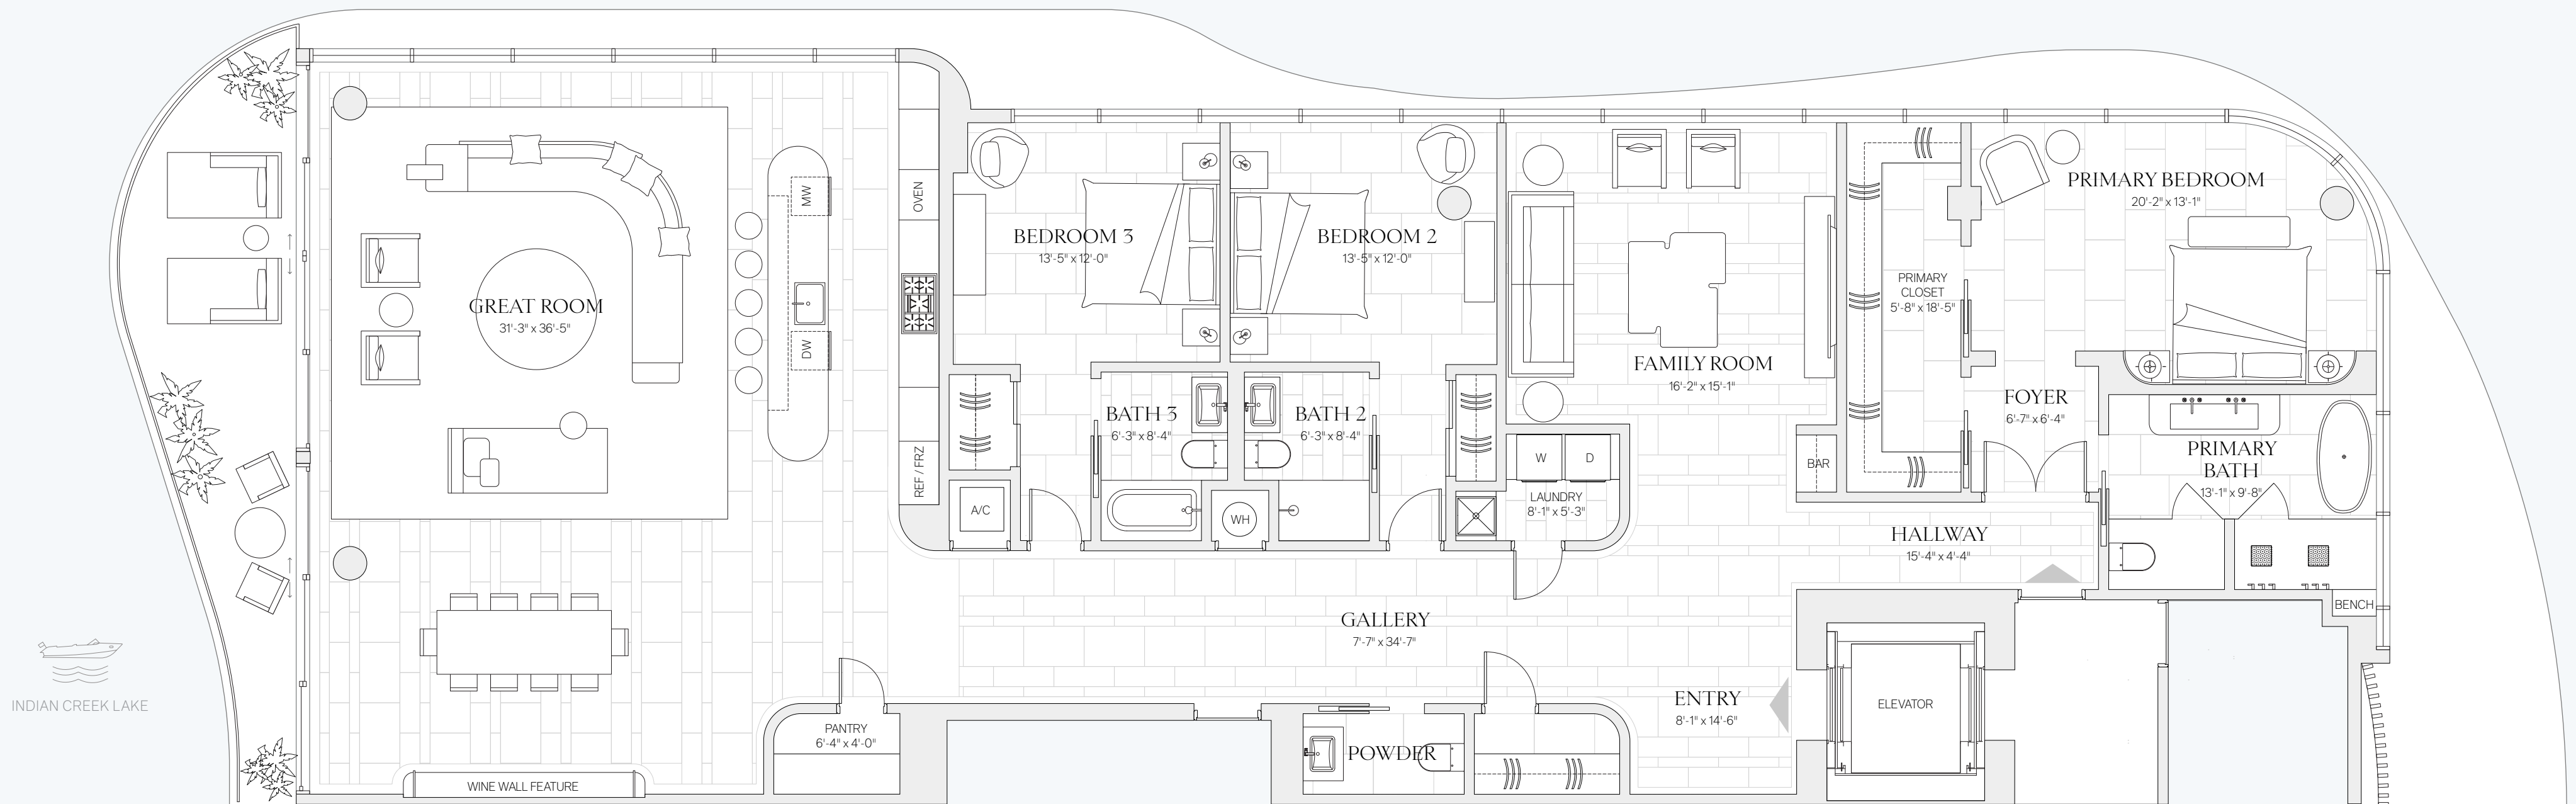 GREAT ROOM
31'-3" x 36'-5"
MW
DW
OVEN
REF / FRZ
BEDROOM 3
13'-5" x 12'-0"
BEDROOM 2
13'-5" x 12'-0"
BATH 3
6'-3" x 8'-4"
BATH 2
6'-3" x 8'-4"
A/C
WH
FAMILY ROOM
16'-2" x 15'-1"
W
D
LAUNDRY
8'-1" x 5'-3"
BAR
PRIMARY
CLOSET
5'-8" x 18'-5"
PRIMARY BEDROOM
20'-2" x 13'-1"
FOYER
6'-7" x 6'-4"
PRIMARY
BATH
13'-1" x 9'-8"
HALLWAY
15'-4" x 4'-4"
BENCH
GALLERY
7'-7" x 34'-7"
ENTRY
8'-1" x 14'-6"
ELEVATOR
PANTRY
6'-4" x 4'-0"
POWDER
WINE WALL FEATURE
INDIAN CREEK LAKE